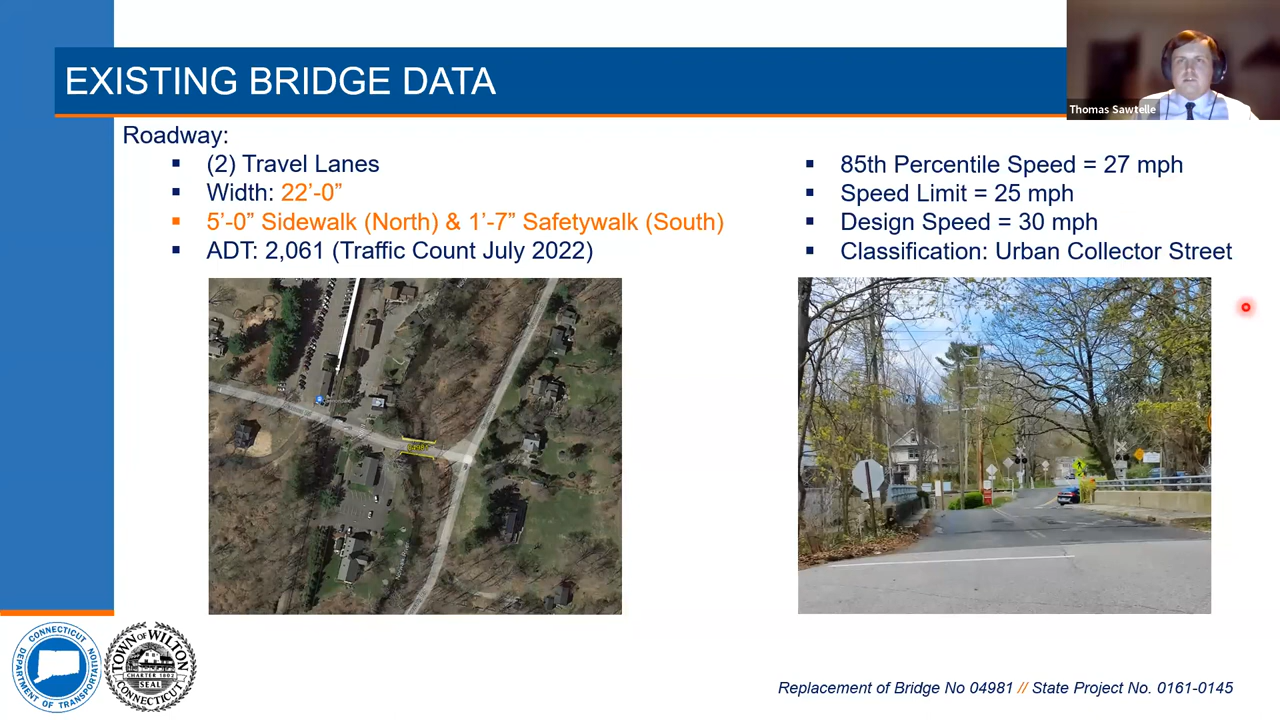 EXISTING BRIDGE DATA
Thomas Sawtelle
Roadway:
▪ (2) Travel Lanes
▪ Width: 22’-0”
▪ 5’-0” Sidewalk (North) & 1’-7” Safetywalk (South)
▪ ADT: 2,061 (Traffic Count July 2022)
▪ 85th Percentile Speed = 27 mph
▪ Speed Limit = 25 mph
▪ Design Speed = 30 mph
▪ Classification: Urban Collector Street
CONNECTICUT
DEPARTMENT OF TRANSPORTATION
TOWN OF WILTON
CHARTER 1802
SEAL
CONNECTICUT
Replacement of Bridge No 04981 // State Project No. 0161-0145